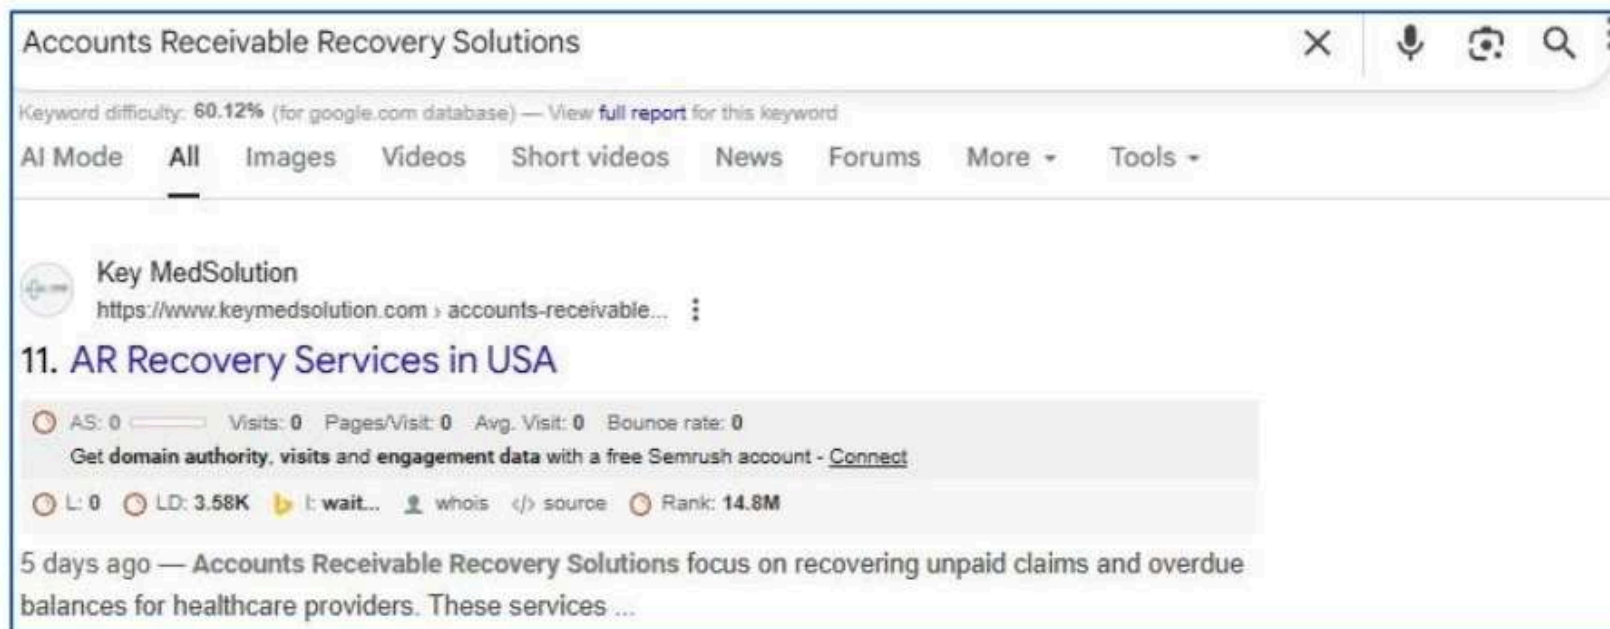 Accounts Receivable Recovery Solutions
Keyword difficulty: 60.12% (for google.com database) — View full report for this keyword
AI Mode All Images Videos Short videos News Forums More Tools
Key MedSolution
https://www.keymedsolution.com › accounts-receivable...
11. AR Recovery Services in USA
AS: 0 Visits: 0 Pages/Visit: 0 Avg. Visit: 0 Bounce rate: 0
Get domain authority, visits and engagement data with a free Semrush account - Connect
L: 0 LD: 3.58K I: wait... whois </> source Rank: 14.8M
5 days ago — Accounts Receivable Recovery Solutions focus on recovering unpaid claims and overdue
balances for healthcare providers. These services ...